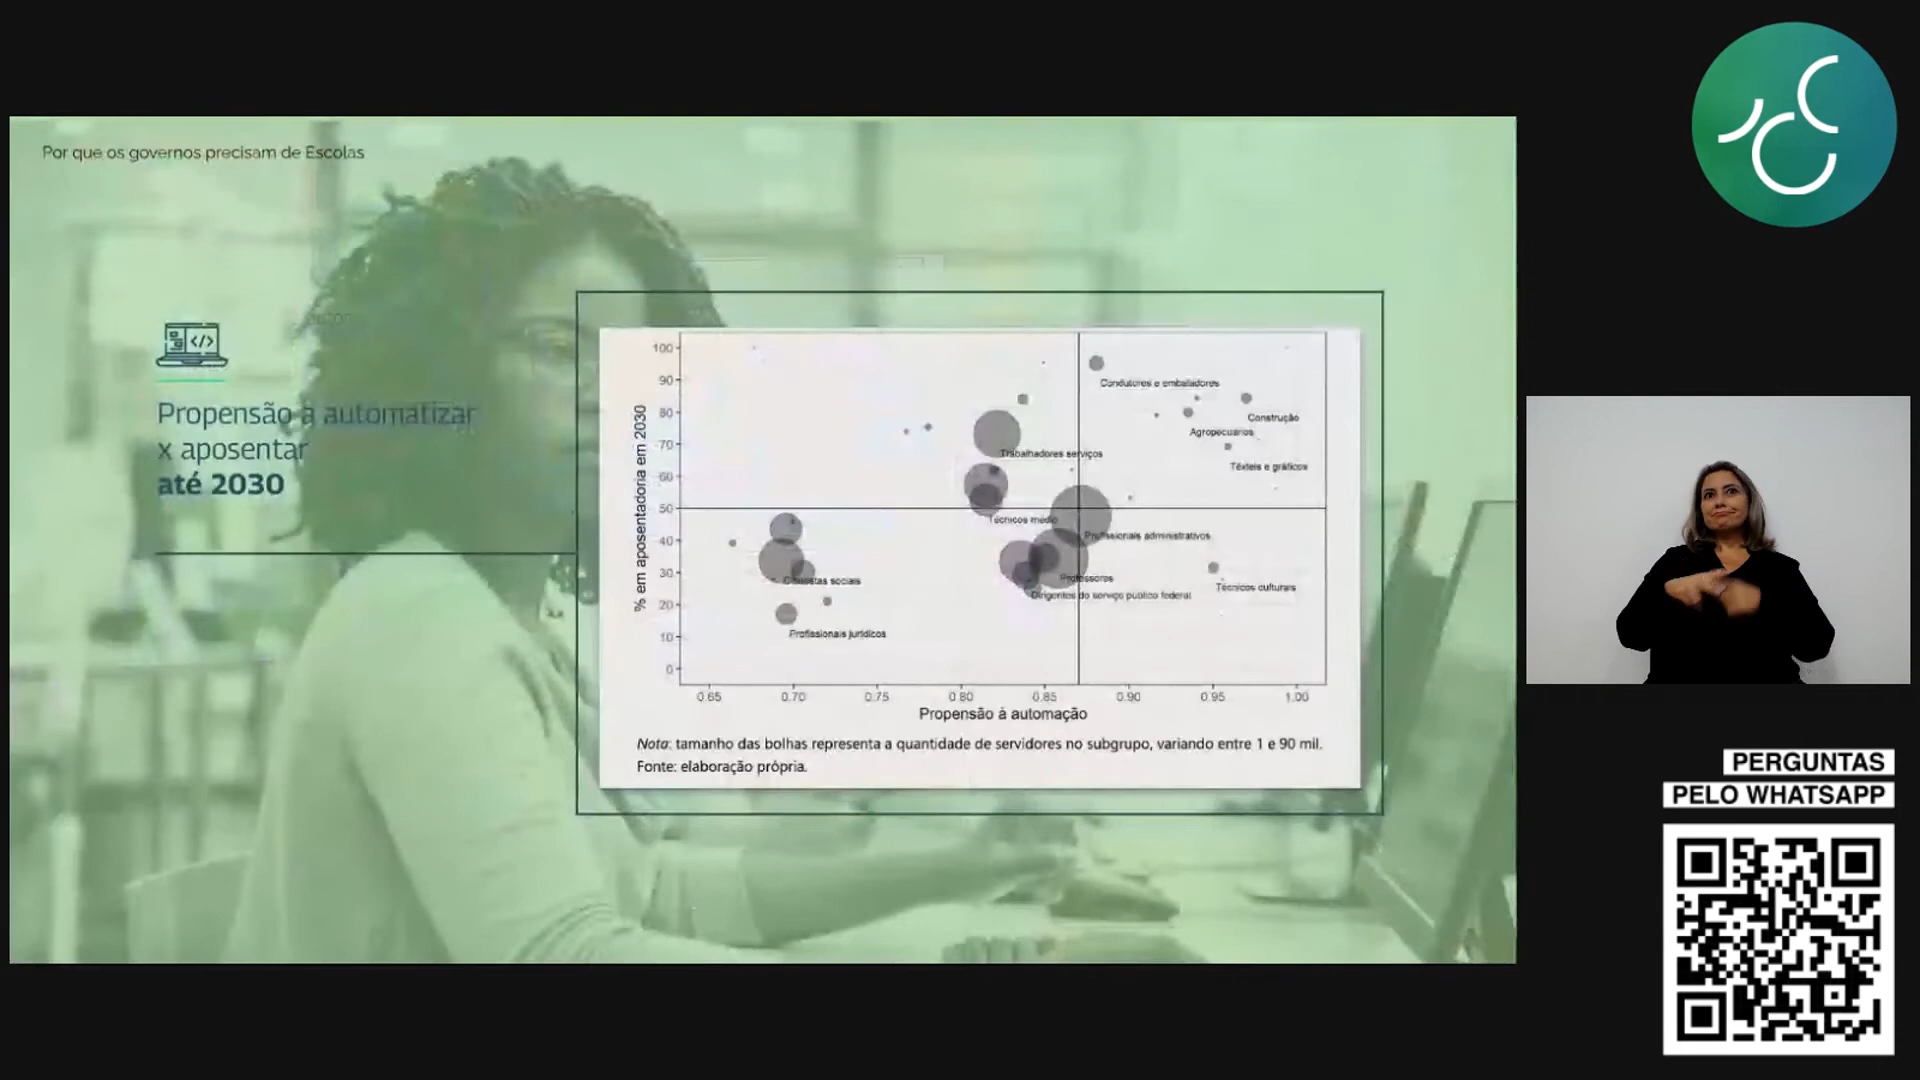 Por que os governos precisam de Escolas
Propensão à automatizar
x aposentar
até 2030
% em aposentadoria em 2030
100
90
80
70
60
50
40
30
20
10
0
Condutores e embaladores
Construção
Agropecuários
Têxteis e gráficos
Trabalhadores serviços
Técnicos médio
Profissionais administrativos
Professores
Dirigentes do serviço público federal
Técnicos culturais
Cientistas sociais
Profissionais jurídicos
0.65 0.70 0.75 0.80 0.85 0.90 0.95 1.00
Propensão à automação
Nota: tamanho das bolhas representa a quantidade de servidores no subgrupo, variando entre 1 e 90 mil.
Fonte: elaboração própria.
PERGUNTAS
PELO WHATSAPP